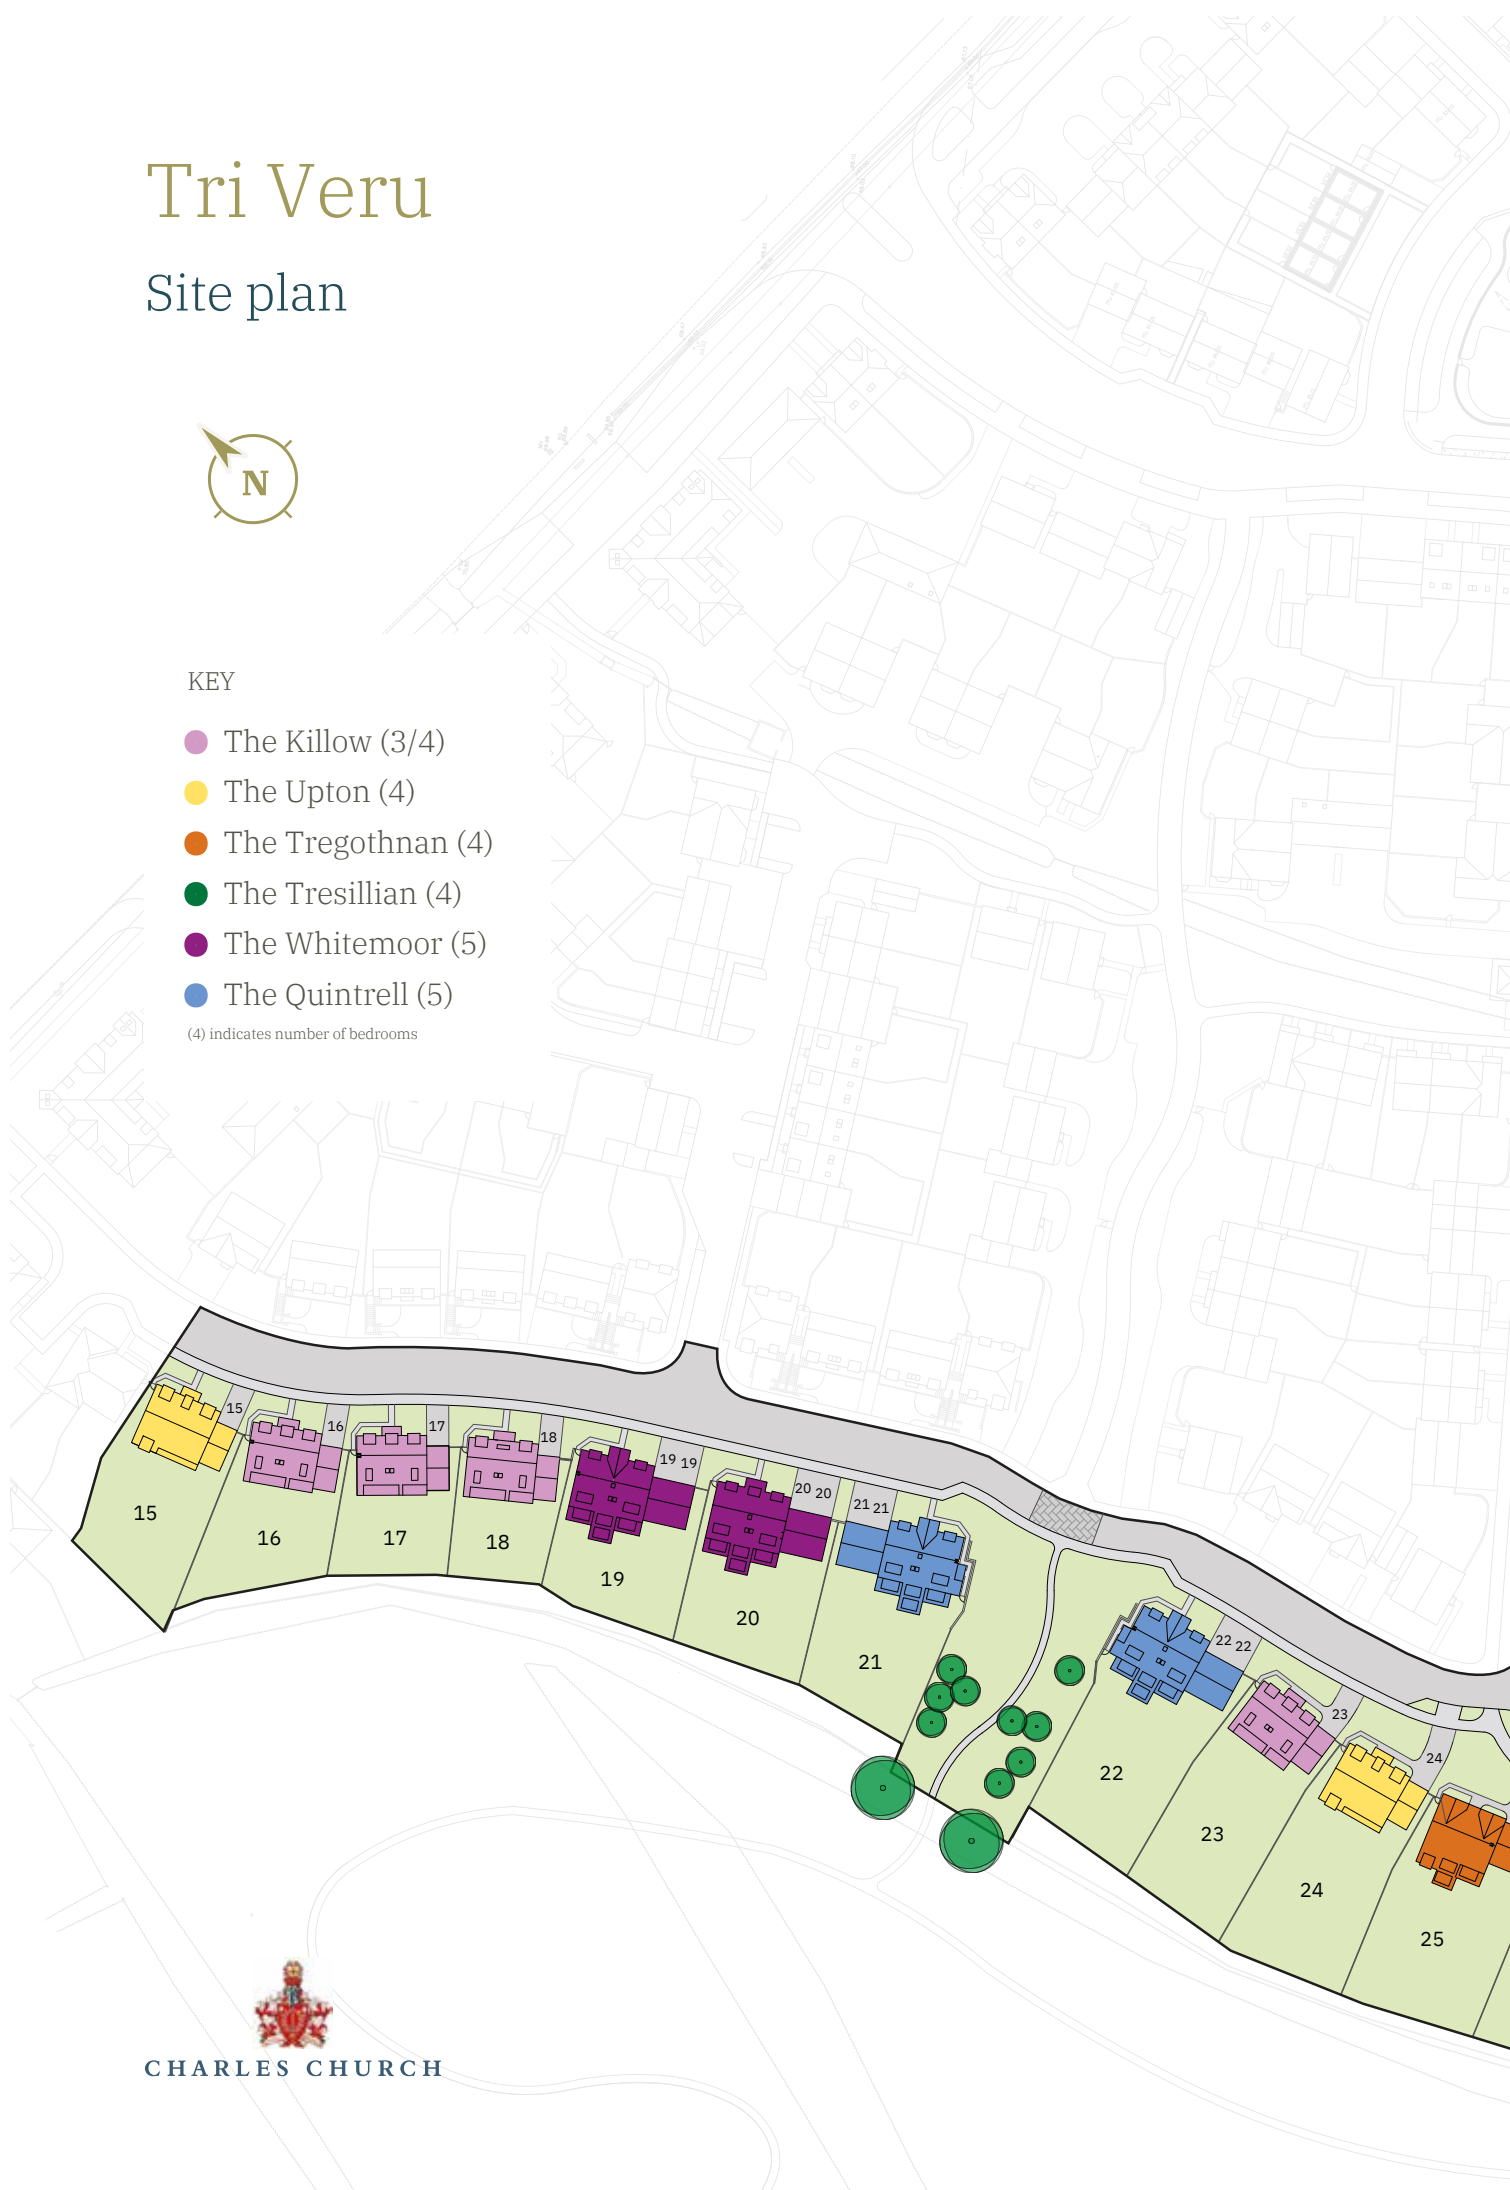 Tri Veru
Site plan
N
KEY
The Killow (3/4)
The Upton (4)
The Tregothnan (4)
The Tresillian (4)
The Whitemoor (5)
The Quintrell (5)
(4) indicates number of bedrooms
15
16
17
18
19 19
20 20
21 21
15
16
17
18
19
20
21
22 22
23
24
22
23
24
25
CHARLES CHURCH